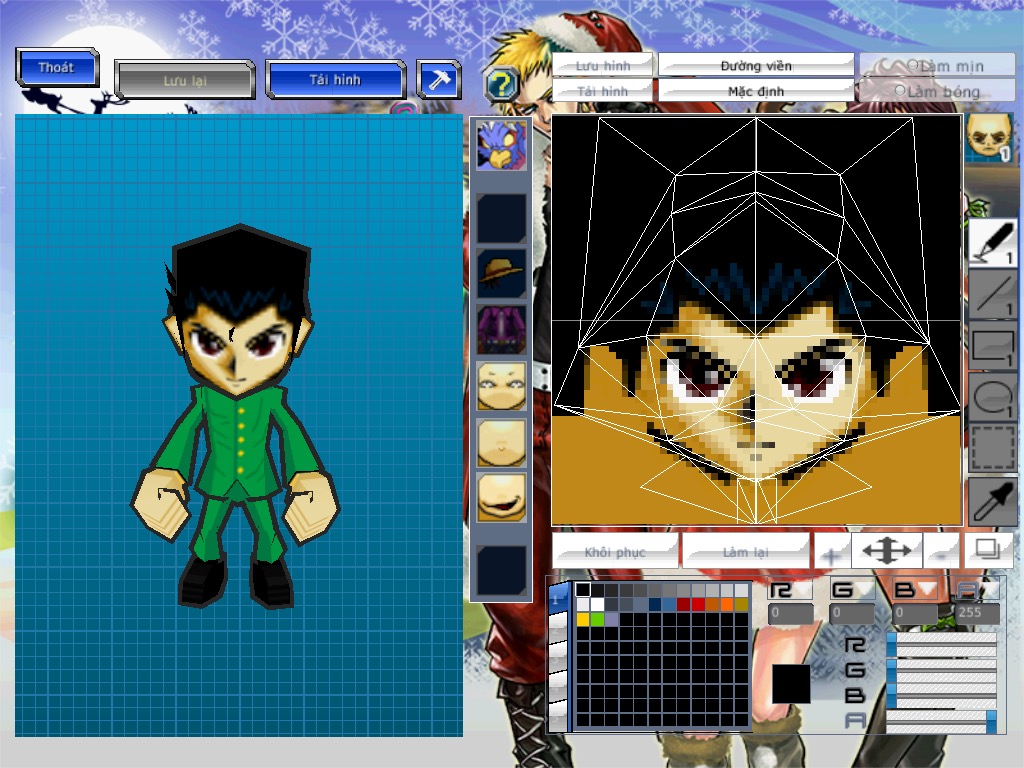 Thoát
Lưu lại
Tải hình
?
Lưu hình
Đường viền
Làm mịn
Tải hình
Mặc định
Làm bóng
1
1
1
1
1
Khôi phục
Làm lại
1
R
G
B
A
0
0
0
255
R
G
B
A